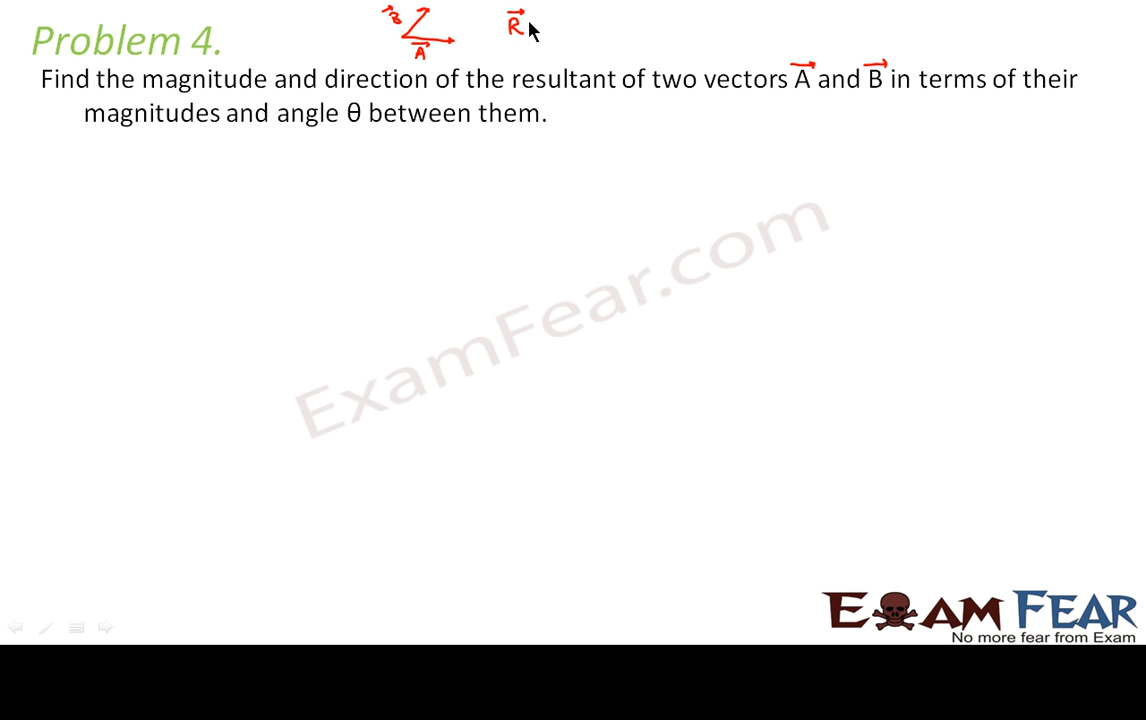 B
R
Problem 4.
A
Find the magnitude and direction of the resultant of two vectors A and B in terms of their
magnitudes and angle θ between them.
ExamFear.com
EXAM FEAR
No more fear from Exam